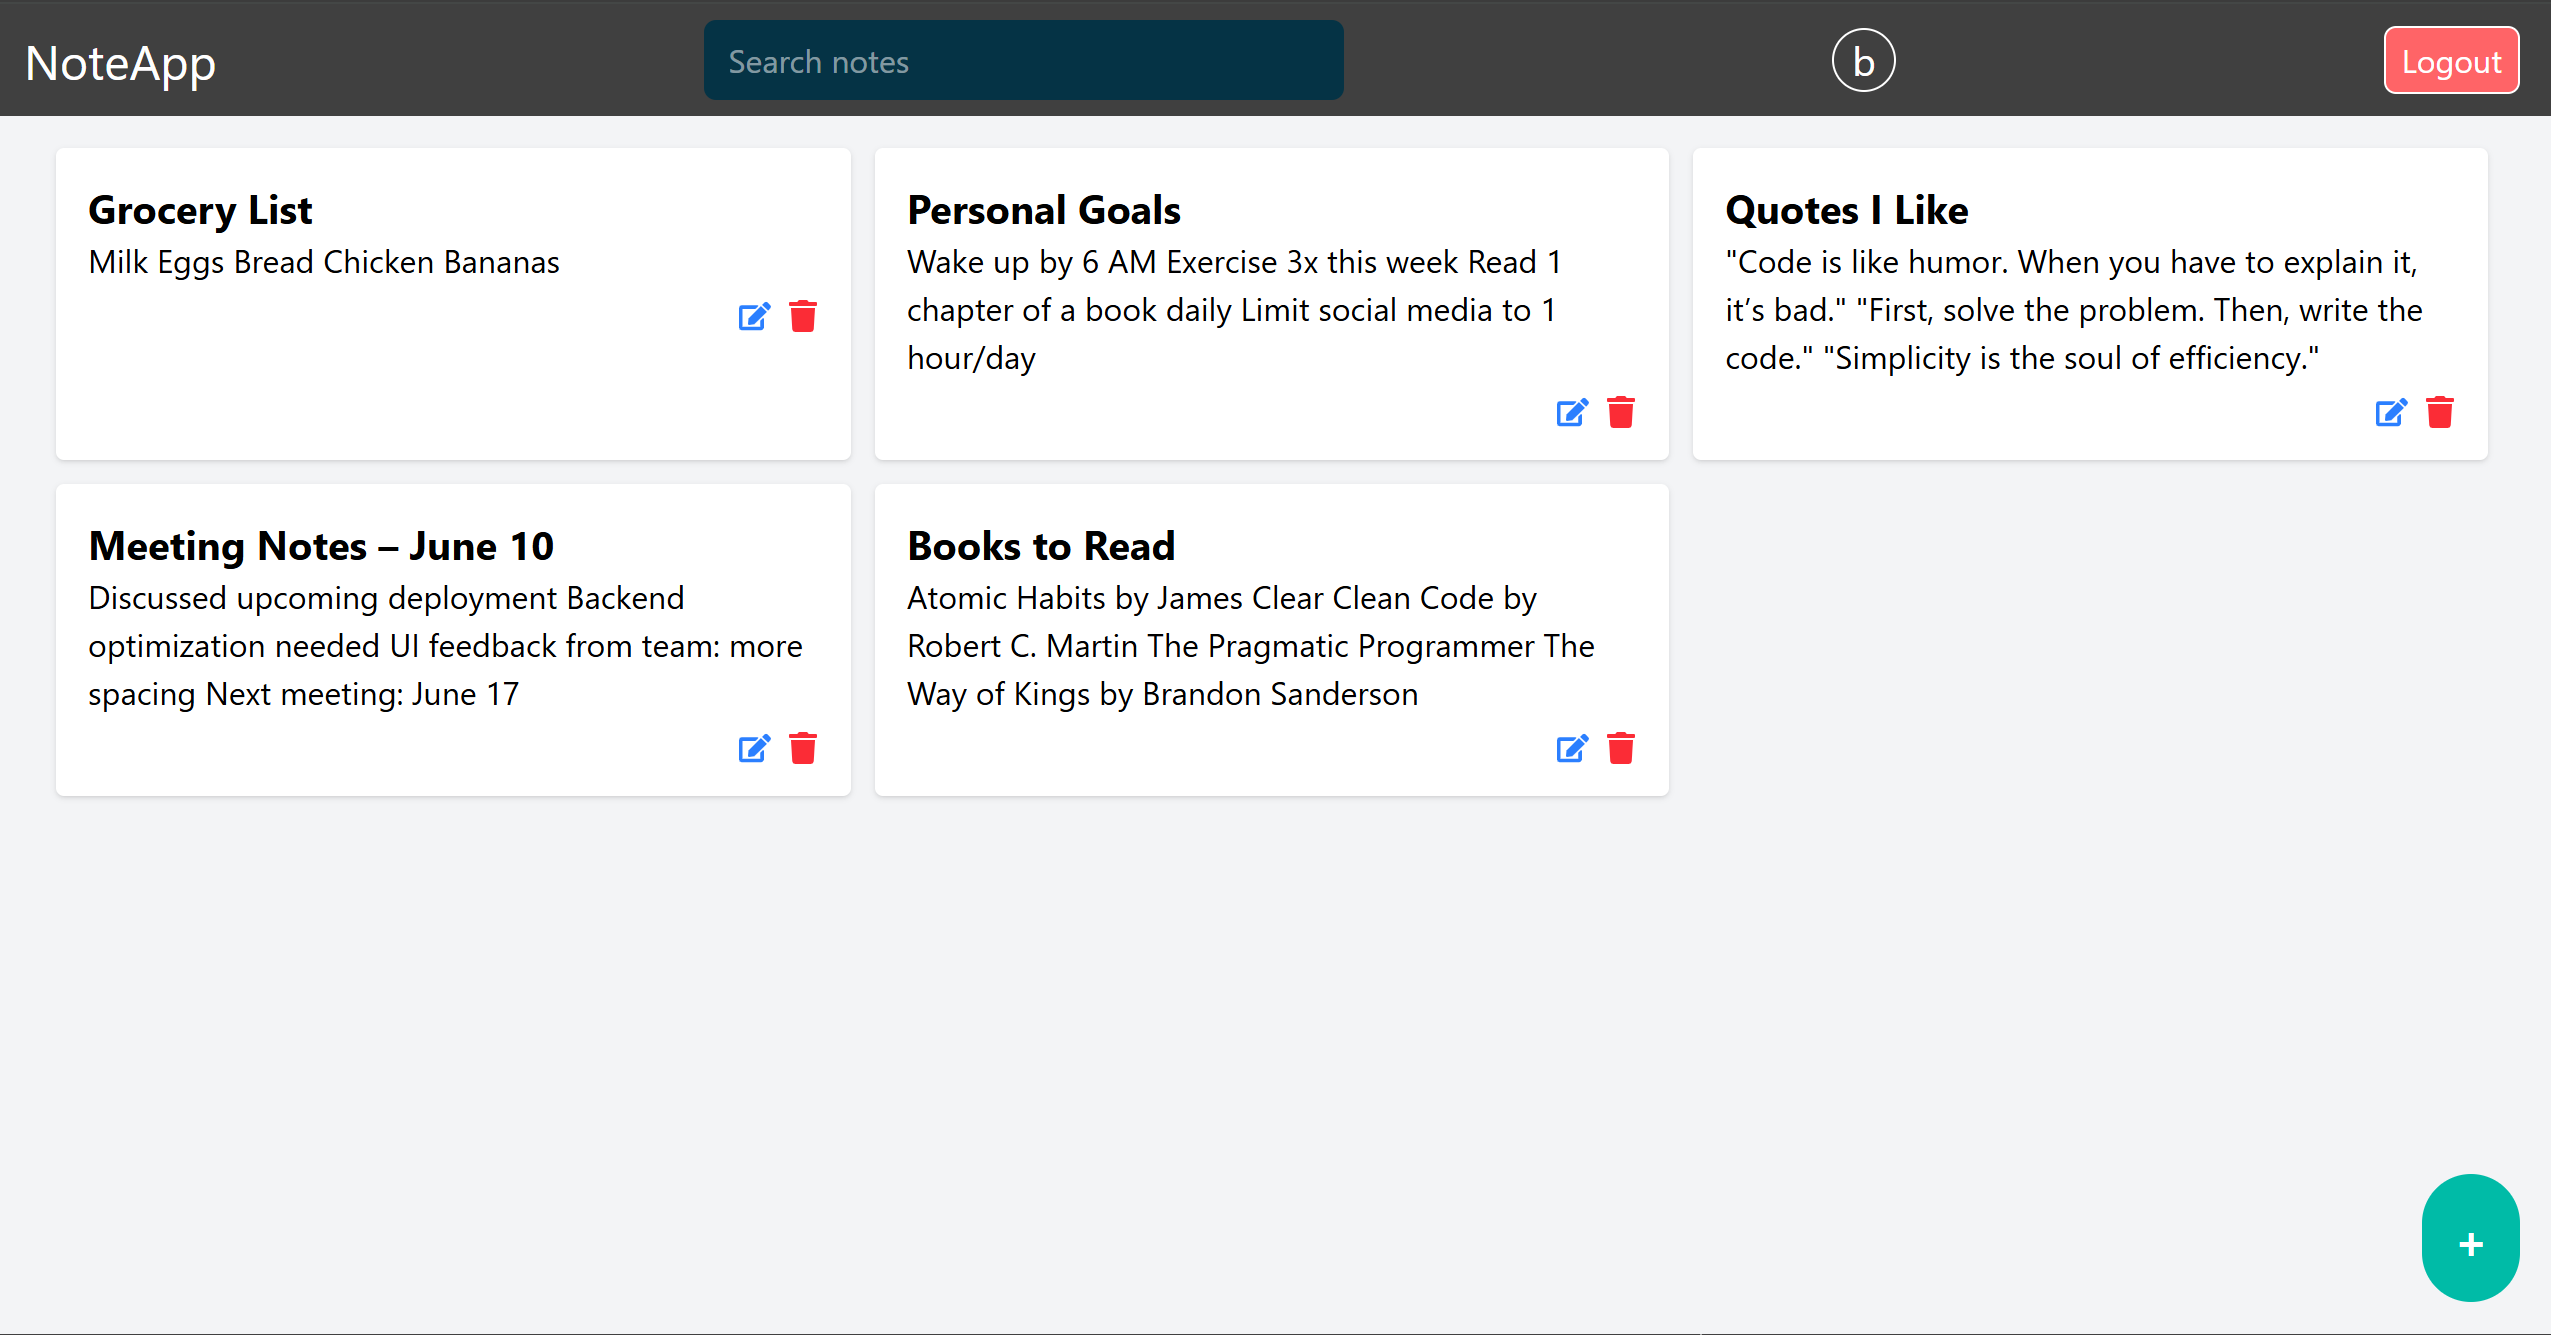 NoteApp
Search notes
b
Logout
Grocery List
Milk Eggs Bread Chicken Bananas
Personal Goals
Wake up by 6 AM Exercise 3x this week Read 1
chapter of a book daily Limit social media to 1
hour/day
Quotes I Like
"Code is like humor. When you have to explain it,
it’s bad." "First, solve the problem. Then, write the
code." "Simplicity is the soul of efficiency."
Meeting Notes – June 10
Discussed upcoming deployment Backend
optimization needed UI feedback from team: more
spacing Next meeting: June 17
Books to Read
Atomic Habits by James Clear Clean Code by
Robert C. Martin The Pragmatic Programmer The
Way of Kings by Brandon Sanderson
+